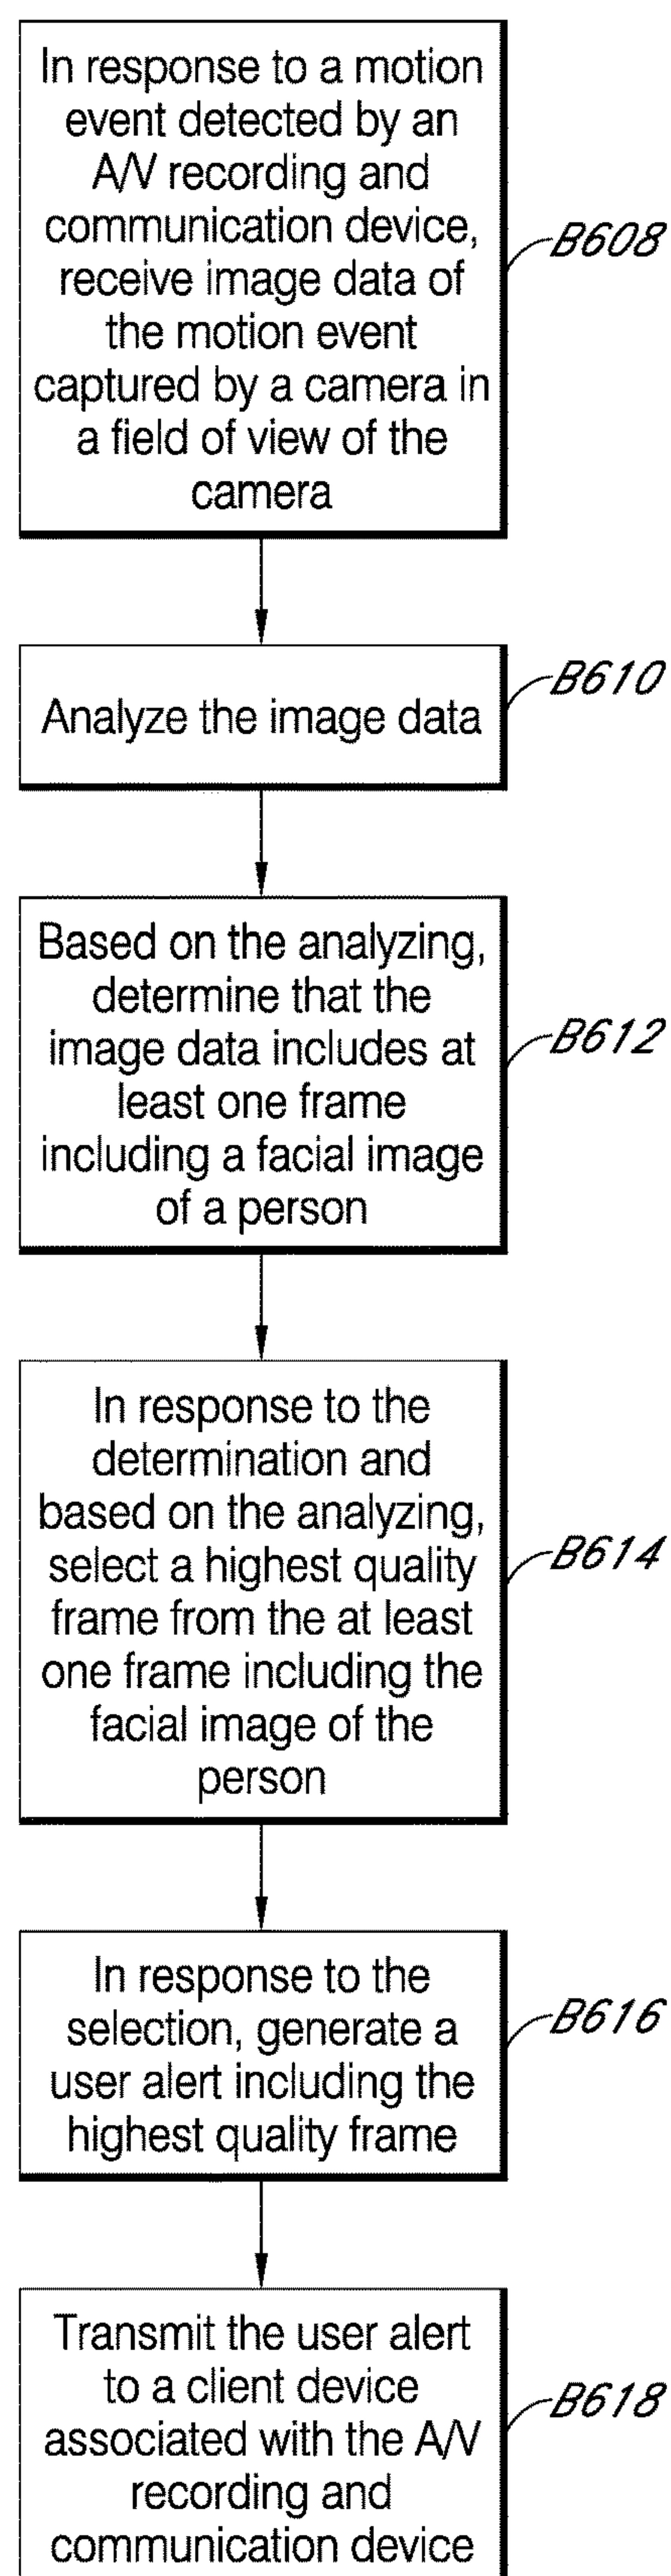 In response to a motion
event detected by an
A/V recording and
communication device,
receive image data of
the motion event
captured by a camera in
a field of view of the
camera
B608
Analyze the image data
B610
Based on the analyzing,
determine that the
image data includes at
least one frame
including a facial image
of a person
B612
In response to the
determination and
based on the analyzing,
select a highest quality
frame from the at least
one frame including the
facial image of the
person
B614
In response to the
selection, generate a
user alert including the
highest quality frame
B616
Transmit the user alert
to a client device
associated with the A/V
recording and
communication device
B618